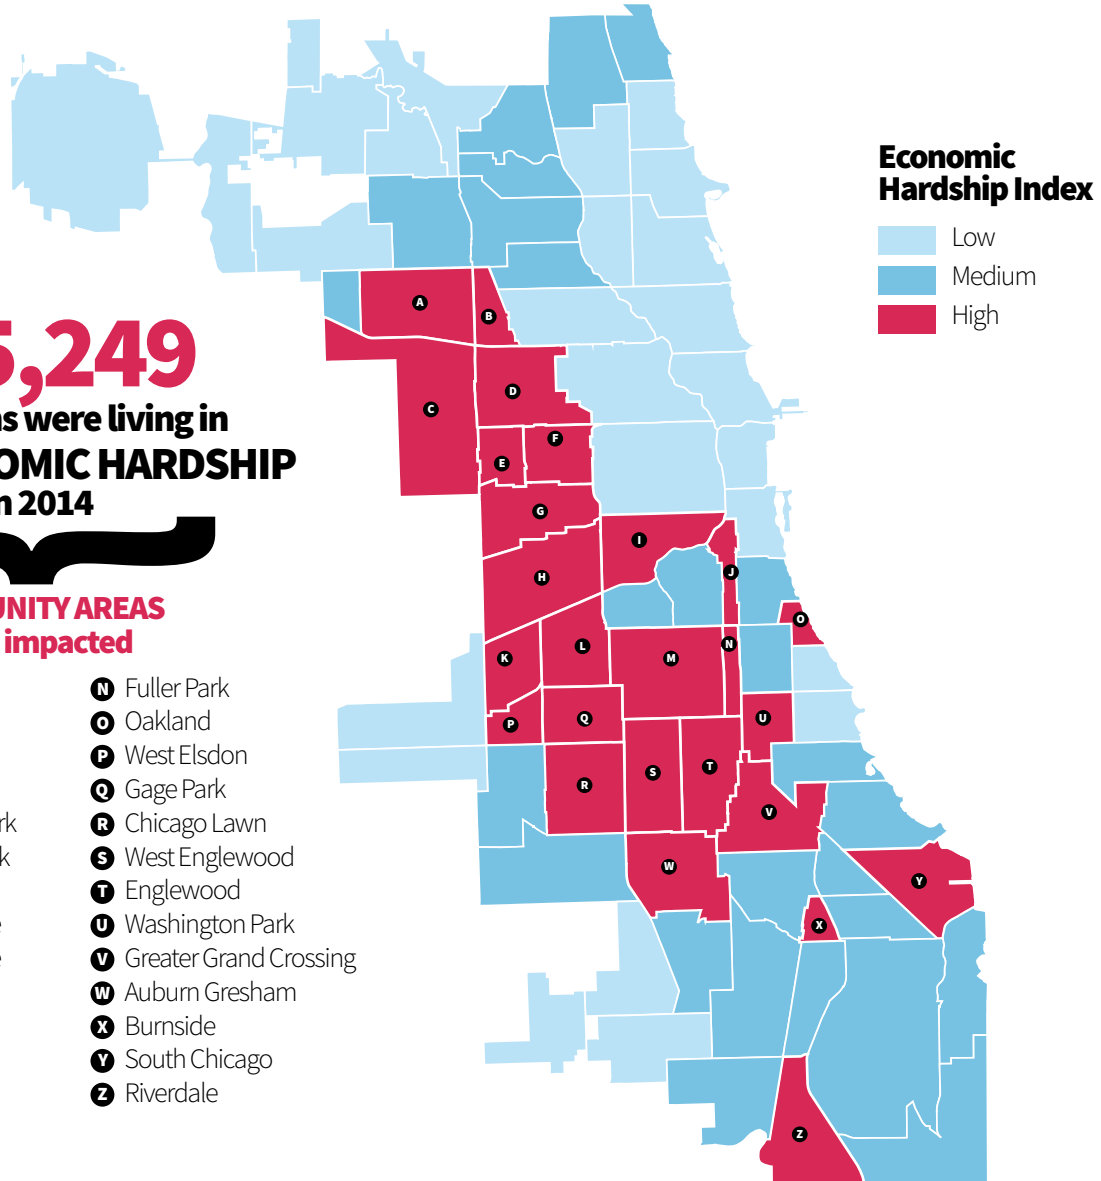 Economic
Hardship Index
Low
Medium
High
5,249
were living in
HARDSHIP
2014
AREAS
impacted
N Fuller Park
O Oakland
P West Elsdon
Q Gage Park
R Chicago Lawn
S West Englewood
T Englewood
U Washington Park
V Greater Grand Crossing
W Auburn Gresham
X Burnside
Y South Chicago
Z Riverdale
A
B
C
D
E
F
G
H
I
J
O
K
L
M
N
P
Q
U
R
S
T
V
W
Y
X
Z